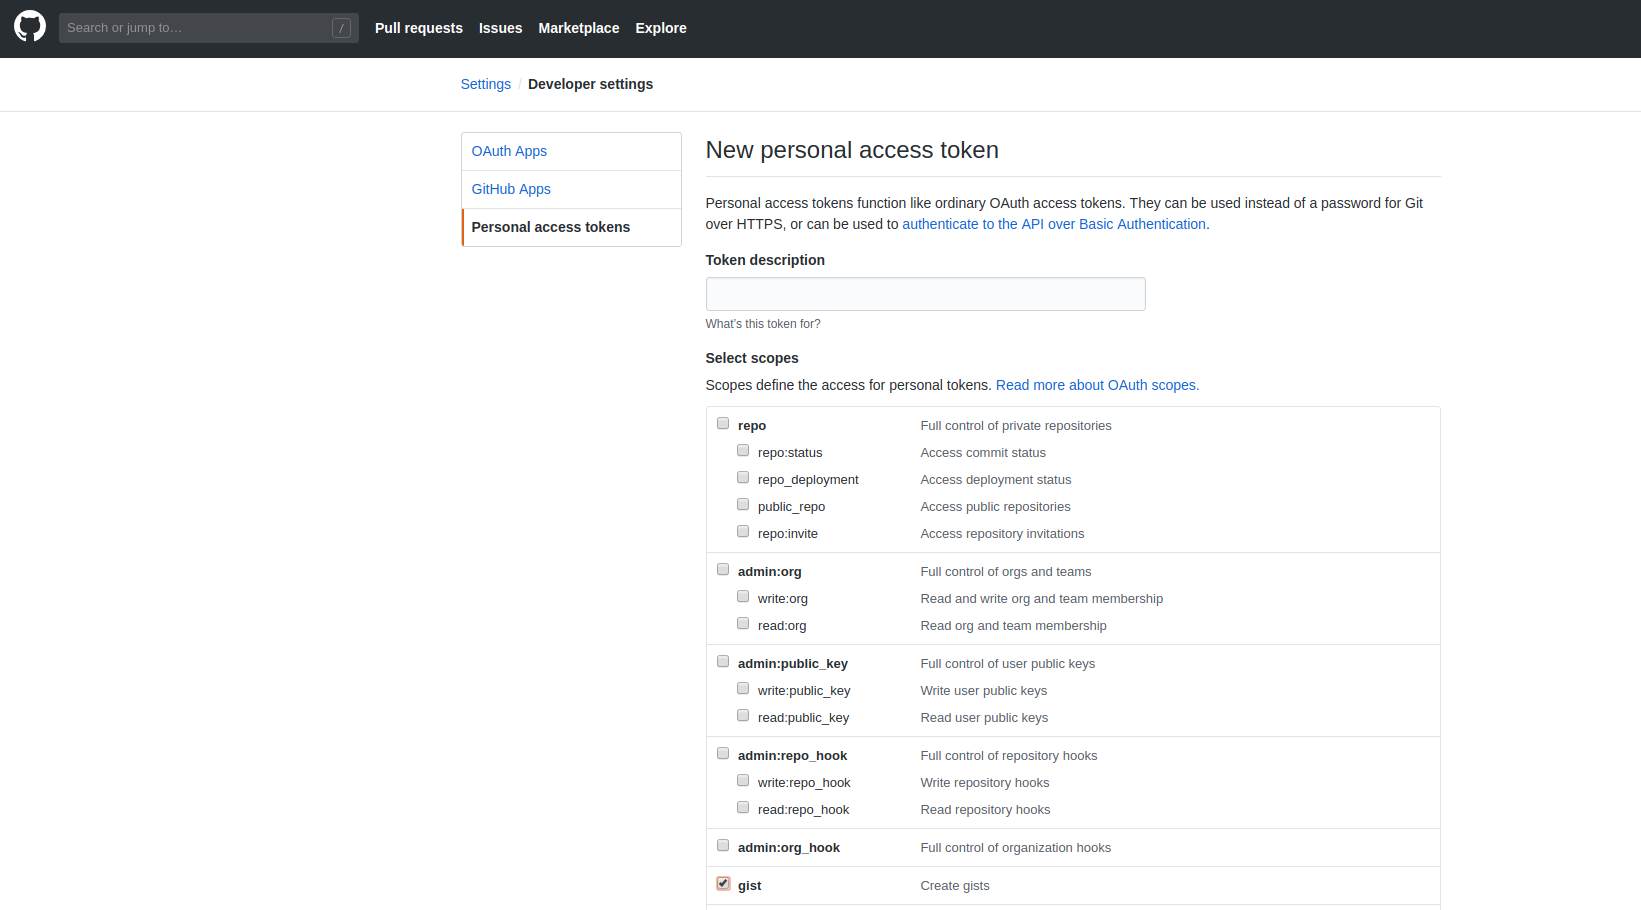 Search or jump to…
/
Pull requests
Issues
Marketplace
Explore
Settings / Developer settings
OAuth Apps
GitHub Apps
Personal access tokens
New personal access token
Personal access tokens function like ordinary OAuth access tokens. They can be used instead of a password for Git
over HTTPS, or can be used to authenticate to the API over Basic Authentication.
Token description
What's this token for?
Select scopes
Scopes define the access for personal tokens. Read more about OAuth scopes.
repo Full control of private repositories
repo:status Access commit status
repo_deployment Access deployment status
public_repo Access public repositories
repo:invite Access repository invitations
admin:org Full control of orgs and teams
write:org Read and write org and team membership
read:org Read org and team membership
admin:public_key Full control of user public keys
write:public_key Write user public keys
read:public_key Read user public keys
admin:repo_hook Full control of repository hooks
write:repo_hook Write repository hooks
read:repo_hook Read repository hooks
admin:org_hook Full control of organization hooks
gist Create gists